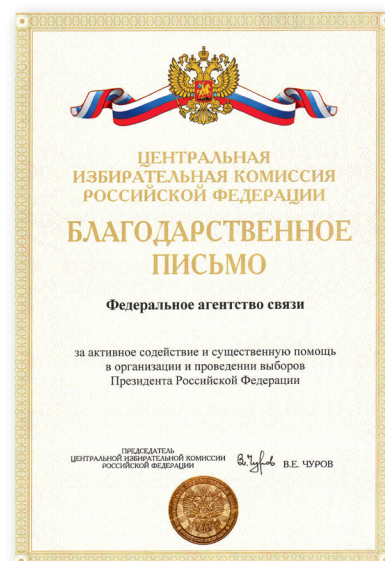 ЦЕНТРАЛЬНАЯ
ИЗБИРАТЕЛЬНАЯ КОМИССИЯ
РОССИЙСКОЙ ФЕДЕРАЦИИ
БЛАГОДАРСТВЕННОЕ
ПИСЬМО
Федеральное агентство связи
за активное содействие и существенную помощь
в организации и проведении выборов
Президента Российской Федерации
ПРЕДСЕДАТЕЛЬ
ЦЕНТРАЛЬНОЙ ИЗБИРАТЕЛЬНОЙ КОМИССИИ
РОССИЙСКОЙ ФЕДЕРАЦИИ
В.Чуров В.Е. ЧУРОВ